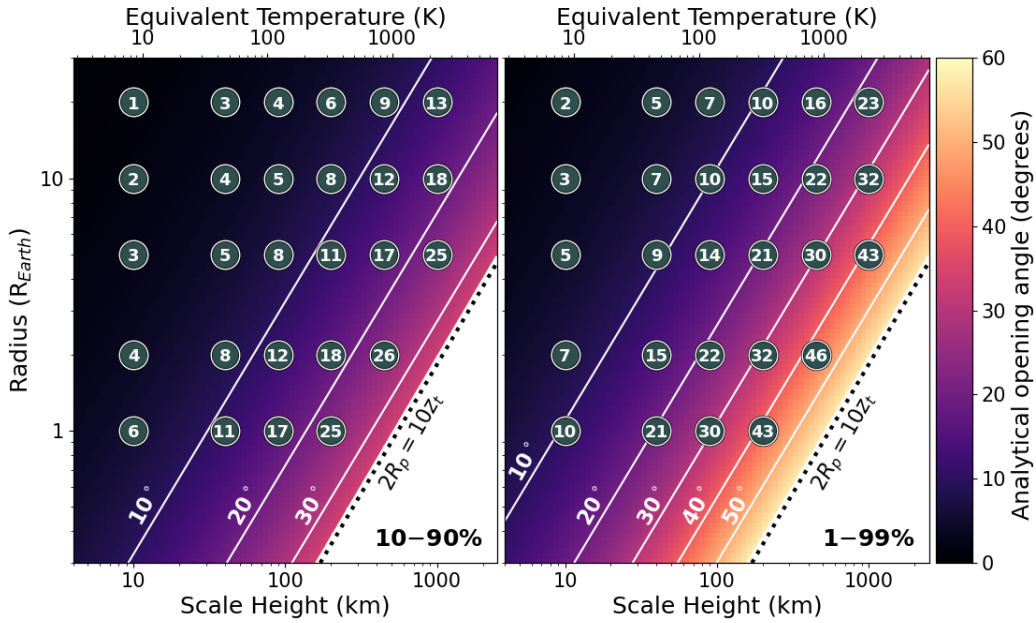 Equivalent Temperature (K)
10 100 1000
Equivalent Temperature (K)
10 100 1000
Radius (R_Earth)
10
1
1 3 4 6 9 13
2 4 5 8 12 18
3 5 8 11 17 25
4 8 12 18 26
6 11 17 25
10° 20° 30°
2R_p = 10z_t
10−90%
10 100 1000
Scale Height (km)
2 5 7 10 16 23
3 7 10 15 22 32
5 9 14 21 30 43
7 15 22 32 46
10 21 30 43
10° 20° 30° 40° 50°
2R_p = 10z_t
1−99%
10 100 1000
Scale Height (km)
60
50
40
30
20
10
0
Analytical opening angle (degrees)